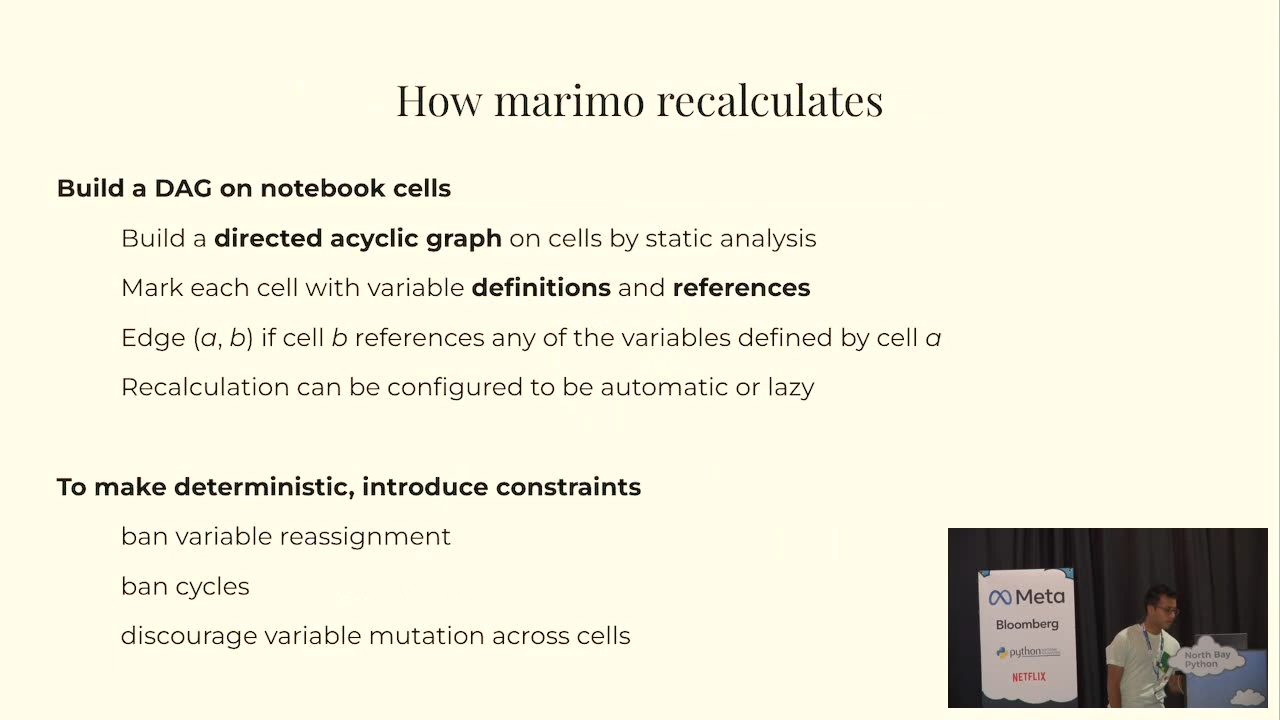 How marimo recalculates
Build a DAG on notebook cells
Build a directed acyclic graph on cells by static analysis
Mark each cell with variable definitions and references
Edge (a, b) if cell b references any of the variables defined by cell a
Recalculation can be configured to be automatic or lazy
To make deterministic, introduce constraints
ban variable reassignment
ban cycles
discourage variable mutation across cells
Meta
Bloomberg
python
NETFLIX
North Bay
Python